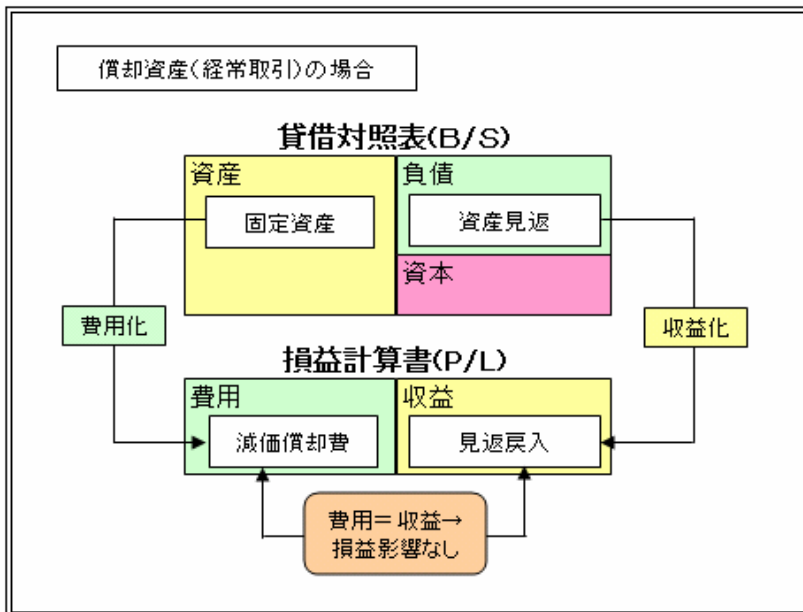 償却資産(経常取引)の場合
貸借対照表(B/S)
資産
負債
固定資産
資産見返
資本
費用化
収益化
損益計算書(P/L)
費用
収益
減価償却費
見返戻入
費用＝収益→
損益影響なし